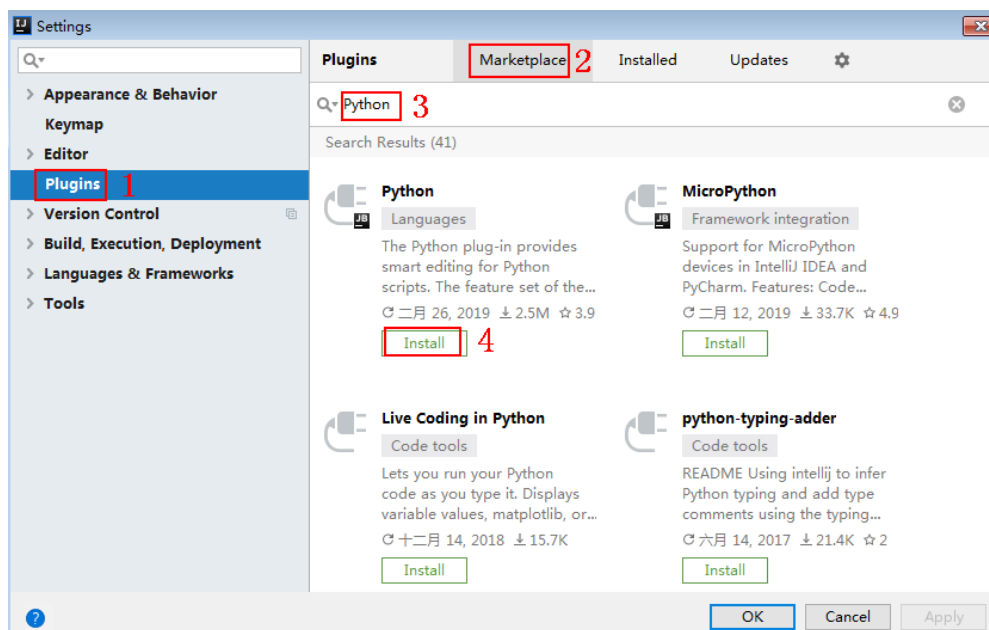 IJ Settings
Plugins Marketplace 2 Installed Updates
Appearance & Behavior
Keymap
Editor
Plugins 1
Version Control
Build, Execution, Deployment
Languages & Frameworks
Tools
Python 3
Search Results (41)
Python
JB Languages
The Python plug-in provides
smart editing for Python
scripts. The feature set of the...
二月 26, 2019 2.5M 3.9
Install 4
MicroPython
JB Framework integration
Support for MicroPython
devices in IntelliJ IDEA and
PyCharm. Features: Code...
二月 12, 2019 33.7K 4.9
Install
Live Coding in Python
Code tools
Lets you run your Python
code as you type it. Displays
variable values, matplotlib, or...
十二月 14, 2018 15.7K
Install
python-typing-adder
Code tools
README Using intellij to infer
Python typing and add type
comments using the typing...
六月 14, 2017 21.4K 2
Install
? OK Cancel Apply